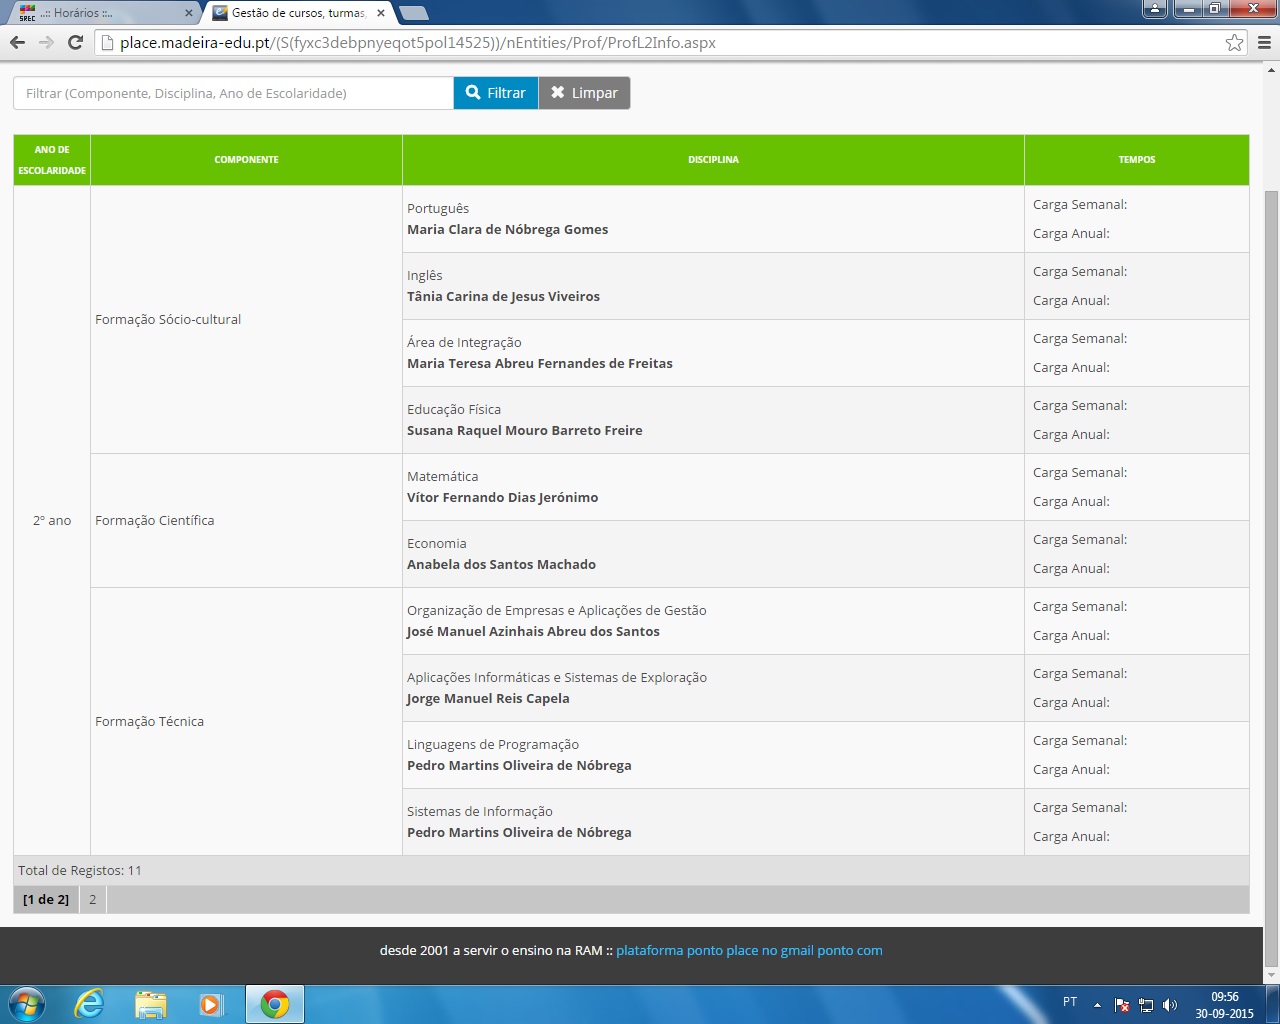 SREC
..:: Horários ::..
Gestão de cursos, turmas,
place.madeira-edu.pt/(S(fyxc3debpnyeqot5pol14525))/nEntities/Prof/ProfL2Info.aspx
Filtrar (Componente, Disciplina, Ano de Escolaridade)
Filtrar
Limpar
ANO DE
ESCOLARIDADE
COMPONENTE
DISCIPLINA
TEMPOS
2º ano
Formação Sócio-cultural
Português
Maria Clara de Nóbrega Gomes
Carga Semanal:
Carga Anual:
Inglês
Tânia Carina de Jesus Viveiros
Carga Semanal:
Carga Anual:
Área de Integração
Maria Teresa Abreu Fernandes de Freitas
Carga Semanal:
Carga Anual:
Educação Física
Susana Raquel Mouro Barreto Freire
Carga Semanal:
Carga Anual:
Formação Científica
Matemática
Vítor Fernando Dias Jerónimo
Carga Semanal:
Carga Anual:
Economia
Anabela dos Santos Machado
Carga Semanal:
Carga Anual:
Formação Técnica
Organização de Empresas e Aplicações de Gestão
José Manuel Azinhais Abreu dos Santos
Carga Semanal:
Carga Anual:
Aplicações Informáticas e Sistemas de Exploração
Jorge Manuel Reis Capela
Carga Semanal:
Carga Anual:
Linguagens de Programação
Pedro Martins Oliveira de Nóbrega
Carga Semanal:
Carga Anual:
Sistemas de Informação
Pedro Martins Oliveira de Nóbrega
Carga Semanal:
Carga Anual:
Total de Registos: 11
[1 de 2] 2
desde 2001 a servir o ensino na RAM :: plataforma ponto place no gmail ponto com
PT
09:56
30-09-2015